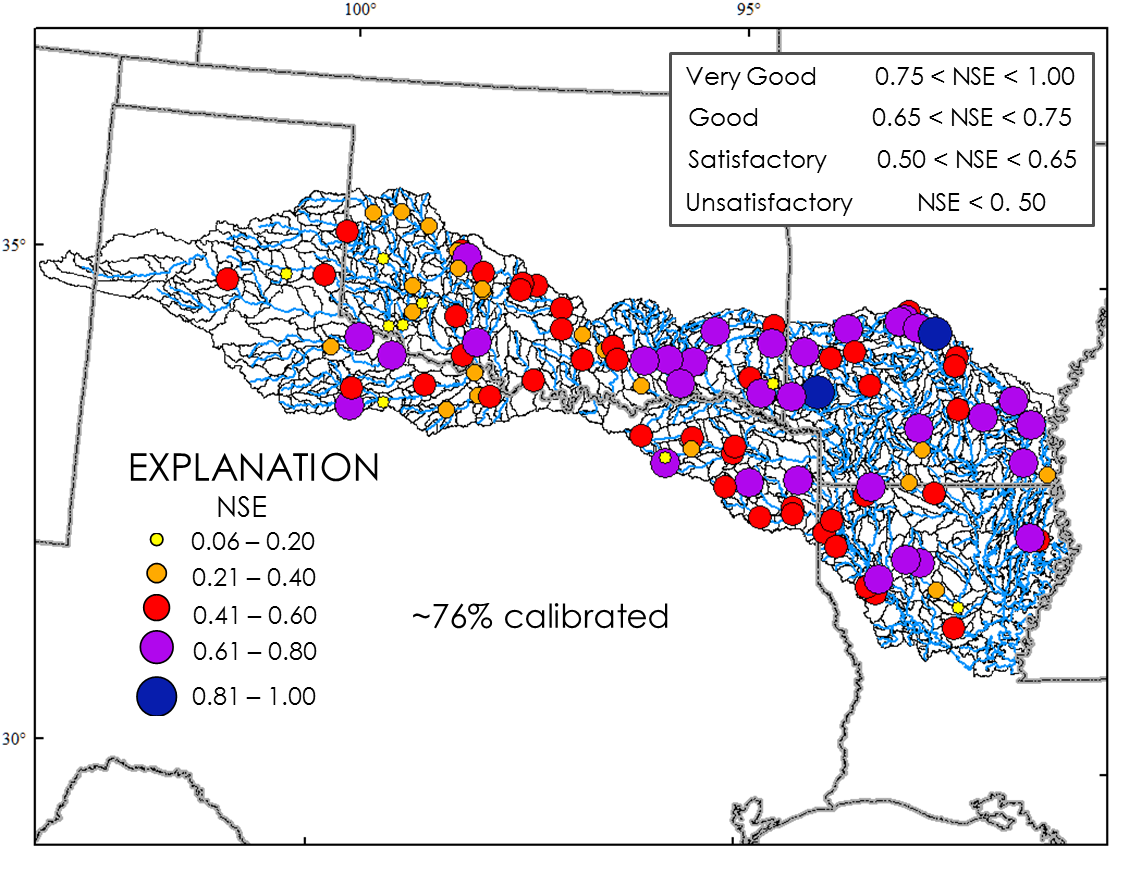 100°
95°
Very Good 0.75 < NSE < 1.00
Good 0.65 < NSE < 0.75
Satisfactory 0.50 < NSE < 0.65
Unsatisfactory NSE < 0. 50
35°
EXPLANATION
NSE
0.06 – 0.20
0.21 – 0.40
0.41 – 0.60
~76% calibrated
0.61 – 0.80
0.81 – 1.00
30°